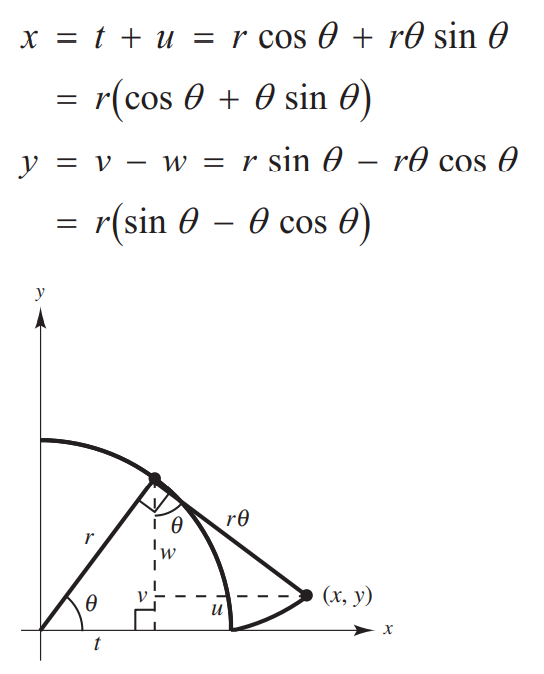 x = t + u = r cos θ + rθ sin θ
= r(cos θ + θ sin θ)
y = v − w = r sin θ − rθ cos θ
= r(sin θ − θ cos θ)
y
r
θ
rθ
w
θ
v
u
(x, y)
t
x